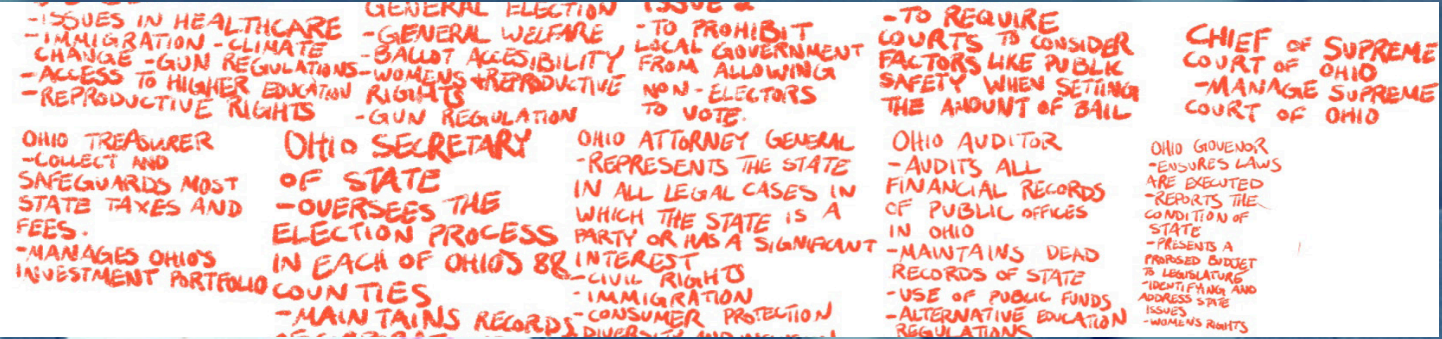 -ISSUES IN HEALTHCARE
-IMMIGRATION -CLIMATE
CHANGE -GUN REGULATIONS
-ACCESS TO HIGHER EDUCATION
-REPRODUCTIVE RIGHTS
GENERAL ELECTION
-GENERAL WELFARE
-BALLOT ACCESIBILITY
-WOMENS +REPRODUCTIVE
RIGHTS
-GUN REGULATION
ISSUE 2
-TO PROHIBIT
LOCAL GOVERNMENT
FROM ALLOWING
NON-ELECTORS
TO VOTE.
-TO REQUIRE
COURTS TO CONSIDER
FACTORS LIKE PUBLIC
SAFETY WHEN SETTING
THE AMOUNT OF BAIL
CHIEF OF SUPREME
COURT OF OHIO
-MANAGE SUPREME
COURT OF OHIO
OHIO TREASURER
-COLLECT AND
SAFEGUARDS MOST
STATE TAXES AND
FEES.
-MANAGES OHIO'S
INVESTMENT PORTFOLIO
OHIO SECRETARY
OF STATE
-OVERSEES THE
ELECTION PROCESS
IN EACH OF OHIO'S 88
COUNTIES
-MAINTAINS RECORDS
OHIO ATTORNEY GENERAL
-REPRESENTS THE STATE
IN ALL LEGAL CASES IN
WHICH THE STATE IS A
PARTY OR HAS A SIGNIFICANT
INTEREST
-CIVIL RIGHTS
-IMMIGRATION
-CONSUMER PROTECTION
DIVERSITY AND INCLUSION
OHIO AUDITOR
-AUDITS ALL
FINANCIAL RECORDS
OF PUBLIC OFFICES
IN OHIO
-MAINTAINS DEAD
RECORDS OF STATE
-USE OF PUBLIC FUNDS
-ALTERNATIVE EDUCATION
REGULATIONS
OHIO GOVENOR
-ENSURES LAWS
ARE EXECUTED
-REPORTS THE
CONDITION OF
STATE
-PRESENTS A
PROPOSED BUDJET
TO LEGISLATURE
-IDENTIFYING AND
ADDRESS STATE
ISSUES
-WOMENS RIGHTS